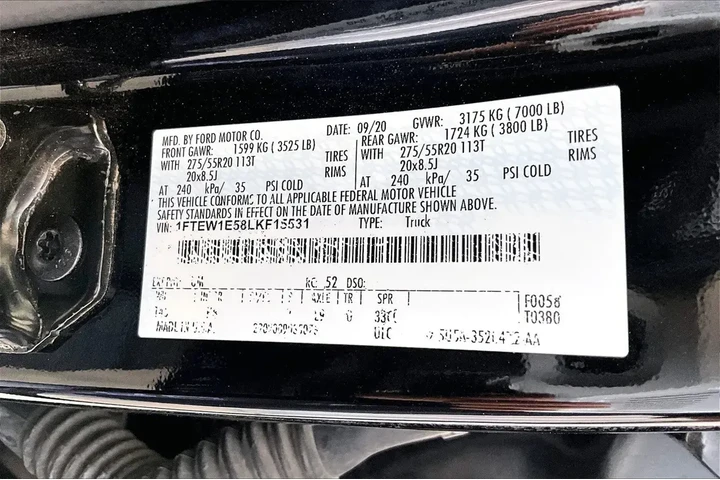 MFD. BY FORD MOTOR CO. DATE: 09/20 GVWR: 3175 KG ( 7000 LB)
FRONT GAWR: 1599 KG ( 3525 LB) REAR GAWR: 1724 KG ( 3800 LB)
WITH 275/55R20 113T TIRES WITH 275/55R20 113T TIRES
20x8.5J RIMS 20x8.5J RIMS
AT 240 kPa/ 35 PSI COLD AT 240 kPa/ 35 PSI COLD
THIS VEHICLE CONFORMS TO ALL APPLICABLE FEDERAL MOTOR VEHICLE
SAFETY STANDARDS IN EFFECT ON THE DATE OF MANUFACTURE SHOWN ABOVE.
VIN: TYPE: Truck
RC: 52 DSO:
AXLE TR SPR F0058
T0380
MADE IN U.S.A.